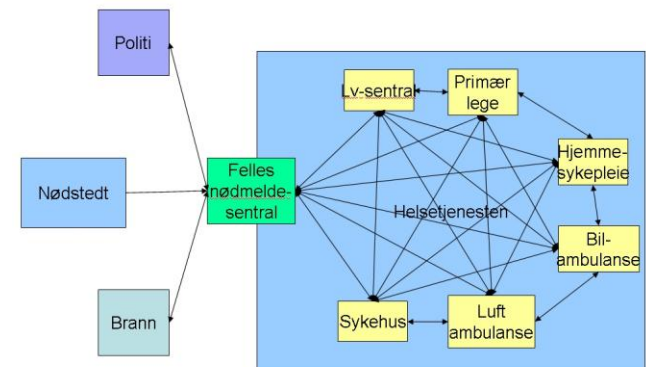 Politi
Nødstedt
Brann
Felles
nødmelde-
sentral
Lv-sentral
Primær
lege
Hjemme-
sykepleie
Helsetjenesten
Bil-
ambulanse
Sykehus
Luft
ambulanse